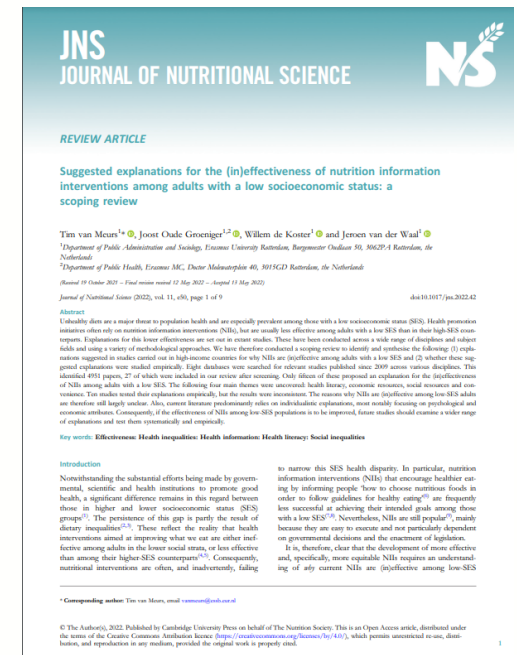 JNS
JOURNAL OF NUTRITIONAL SCIENCE
NS
REVIEW ARTICLE
Suggested explanations for the (in)effectiveness of nutrition information
interventions among adults with a low socioeconomic status: a
scoping review
Tim van Meurs¹*, Joost Oude Groeniger¹,², Willem de Koster¹ and Jeroen van der Waal¹
¹Department of Public Administration and Sociology, Erasmus University Rotterdam, Burgemeester Oudlaan 50, 3062PA Rotterdam, the
Netherlands
²Department of Public Health, Erasmus MC, Doctor Molewaterplein 40, 3015GD Rotterdam, the Netherlands
(Received 19 October 2021 – Final revision received 12 May 2022 – Accepted 13 May 2022)
Journal of Nutritional Science (2022), vol. 11, e50, page 1 of 9 doi:10.1017/jns.2022.42
Abstract
Unhealthy diets are a major threat to population health and are especially prevalent among those with a low socioeconomic status (SES). Health promotion
initiatives often rely on nutrition information interventions (NIIs), but are usually less effective among adults with a low SES than in their high-SES coun-
terparts. Explanations for this lower effectiveness are set out in extant studies. These have been conducted across a wide range of disciplines and subject
fields and using a variety of methodological approaches. We have therefore conducted a scoping review to identify and synthesise the following: (1) expla-
nations suggested in studies carried out in high-income countries for why NIIs are (in)effective among adults with a low SES and (2) whether these sug-
gested explanations were studied empirically. Eight databases were searched for relevant studies published since 2009 across various disciplines. This
identified 4951 papers, 27 of which were included in our review after screening. Only fifteen of these proposed an explanation for the (in)effectiveness
of NIIs among adults with a low SES. The following four main themes were uncovered: health literacy, economic resources, social resources and con-
venience. Ten studies tested their explanations empirically, but the results were inconsistent. The reasons why NIIs are (in)effective among low-SES adults
are therefore still largely unclear. Also, current literature predominantly relies on individualistic explanations, most notably focusing on psychological and
economic attributes. Consequently, if the effectiveness of NIIs among low-SES populations is to be improved, future studies should examine a wider range
of explanations and test them systematically and empirically.
Key words: Effectiveness: Health inequalities: Health information: Health literacy: Social inequalities
Introduction
Notwithstanding the substantial efforts being made by govern-
mental, scientific and health institutions to promote good
health, a significant difference remains in this regard between
those in higher and lower socioeconomic status (SES)
groups⁽¹⁾. The persistence of this gap is partly the result of
dietary inequalities⁽²,³⁾. These reflect the reality that health
interventions aimed at improving what we eat are either inef-
fective among adults in the lower social strata, or less effective
than among their higher-SES counterparts⁽⁴,⁵⁾. Consequently,
nutritional interventions are often, and inadvertently, failing
to narrow this SES health disparity. In particular, nutrition
information interventions (NIIs) that encourage healthier eat-
ing by informing people 'how to choose nutritious foods in
order to follow guidelines for healthy eating'⁽⁶⁾ are frequently
less successful at achieving their intended goals among those
with a low SES⁽⁷,⁸⁾. Nevertheless, NIIs are still popular⁽⁹⁾, mainly
because they are easy to execute and not particularly dependent
on governmental decisions and the enactment of legislation.
It is, therefore, clear that the development of more effective
and, specifically, more equitable NIIs requires an understand-
ing of why current NIIs are (in)effective among low-SES
* Corresponding author: Tim van Meurs, email vanmeurs@essb.eur.nl
© The Author(s), 2022. Published by Cambridge University Press on behalf of The Nutrition Society. This is an Open Access article, distributed under
the terms of the Creative Commons Attribution licence (https://creativecommons.org/licenses/by/4.0/), which permits unrestricted re-use, distri-
bution, and reproduction in any medium, provided the original work is properly cited.
1